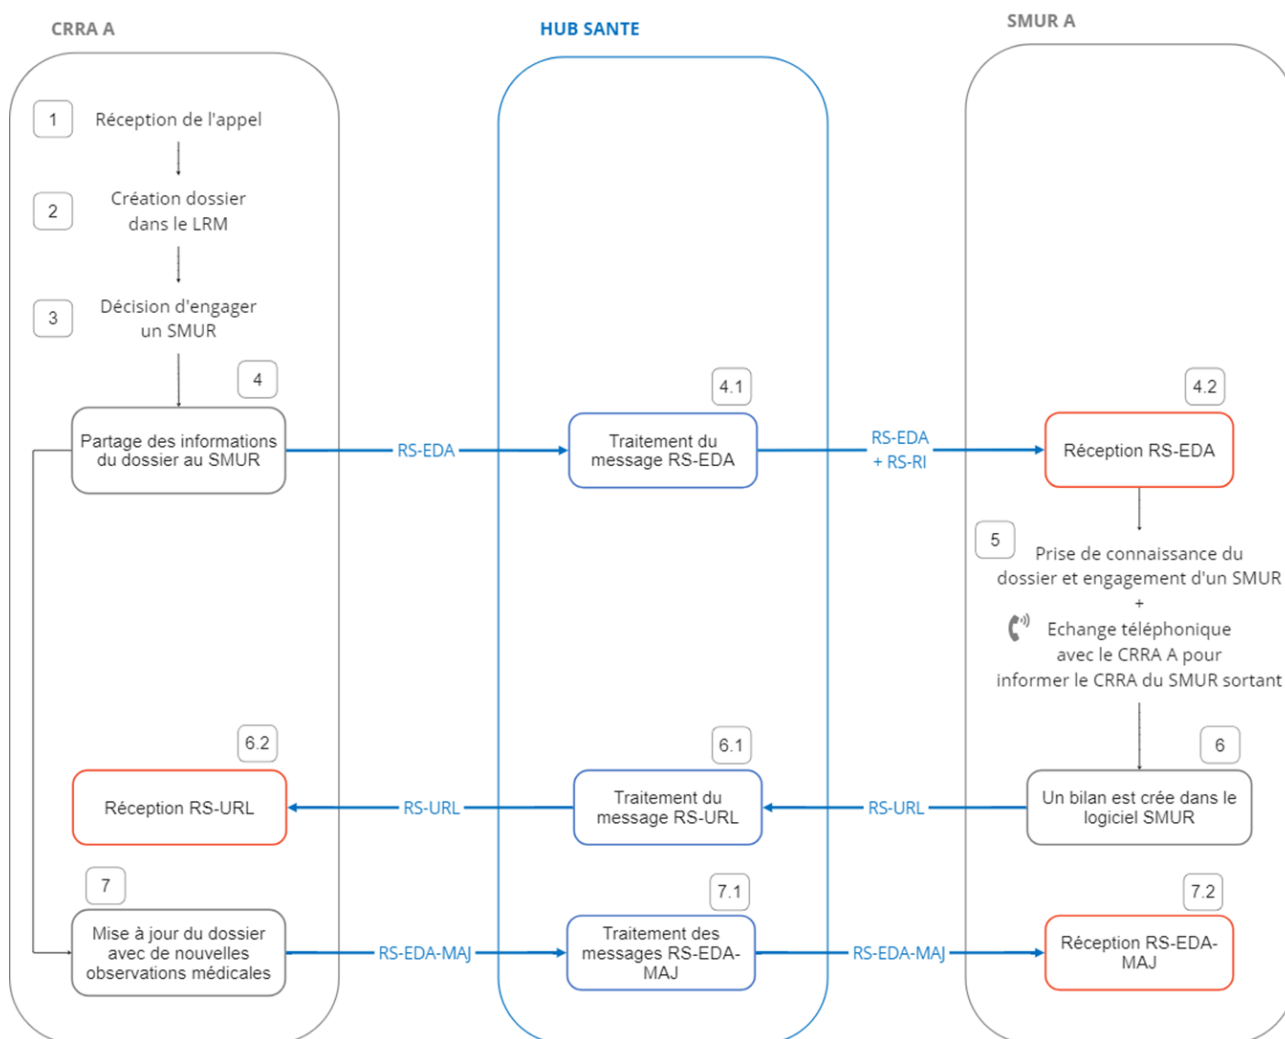 CRRA A
HUB SANTE
SMUR A
1
Réception de l'appel
2
Création dossier
dans le LRM
3
Décision d'engager
un SMUR
4
4.1
4.2
Partage des informations
du dossier au SMUR
RS-EDA
Traitement du
message RS-EDA
RS-EDA
+ RS-RI
Réception RS-EDA
5
Prise de connaissance du
dossier et engagement d'un SMUR
+
Echange téléphonique
avec le CRRA A pour
informer le CRRA du SMUR sortant
6.2
6.1
6
Réception RS-URL
RS-URL
Traitement du
message RS-URL
RS-URL
Un bilan est crée dans le
logiciel SMUR
7
7.1
7.2
Mise à jour du dossier
avec de nouvelles
observations médicales
RS-EDA-MAJ
Traitement des
messages RS-EDA-
MAJ
RS-EDA-MAJ
Réception RS-EDA-
MAJ